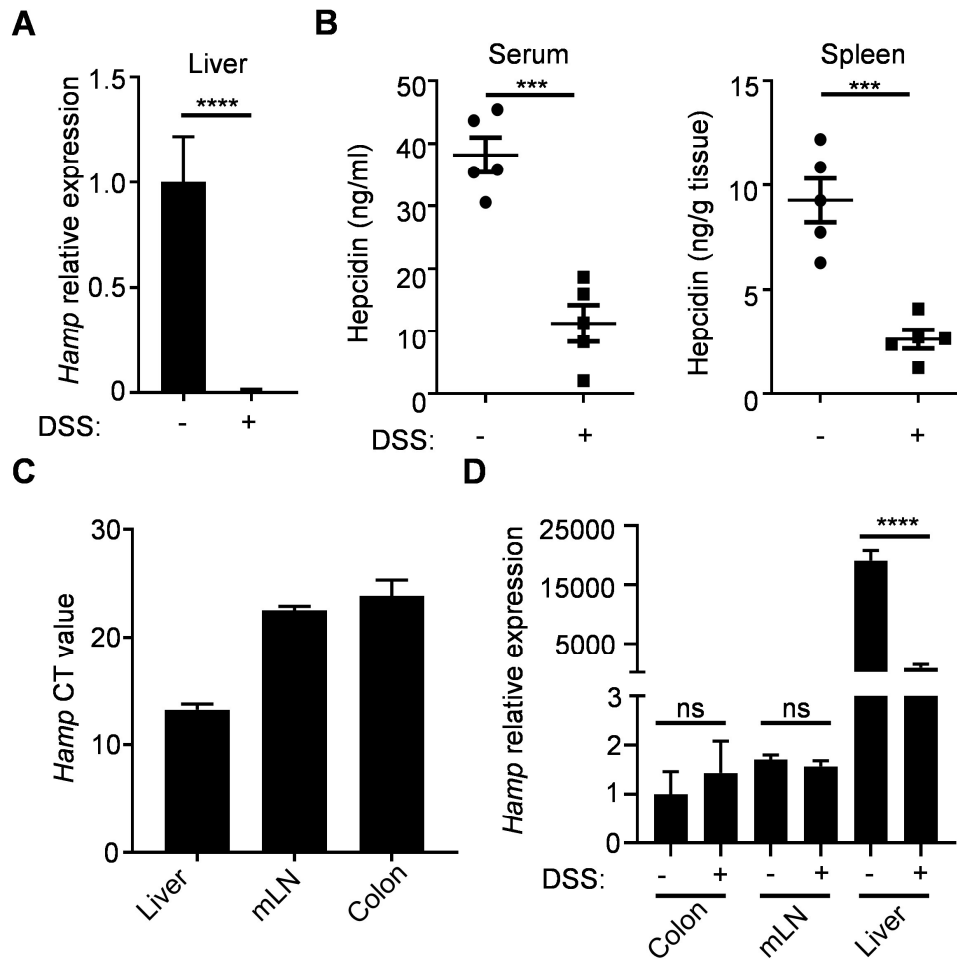 A
Liver
Hamp relative expression
1.5
1.0
0.5
0
****
DSS:
-
+
B
Serum
Hepcidin (ng/ml)
50
40
30
20
10
0
***
DSS:
-
+
Spleen
Hepcidin (ng/g tissue)
15
10
5
0
***
-
+
C
Hamp CT value
30
20
10
0
Liver
mLN
Colon
D
Hamp relative expression
25000
15000
5000
3
2
1
0
ns
ns
****
DSS:
- + - + - +
Colon
mLN
Liver